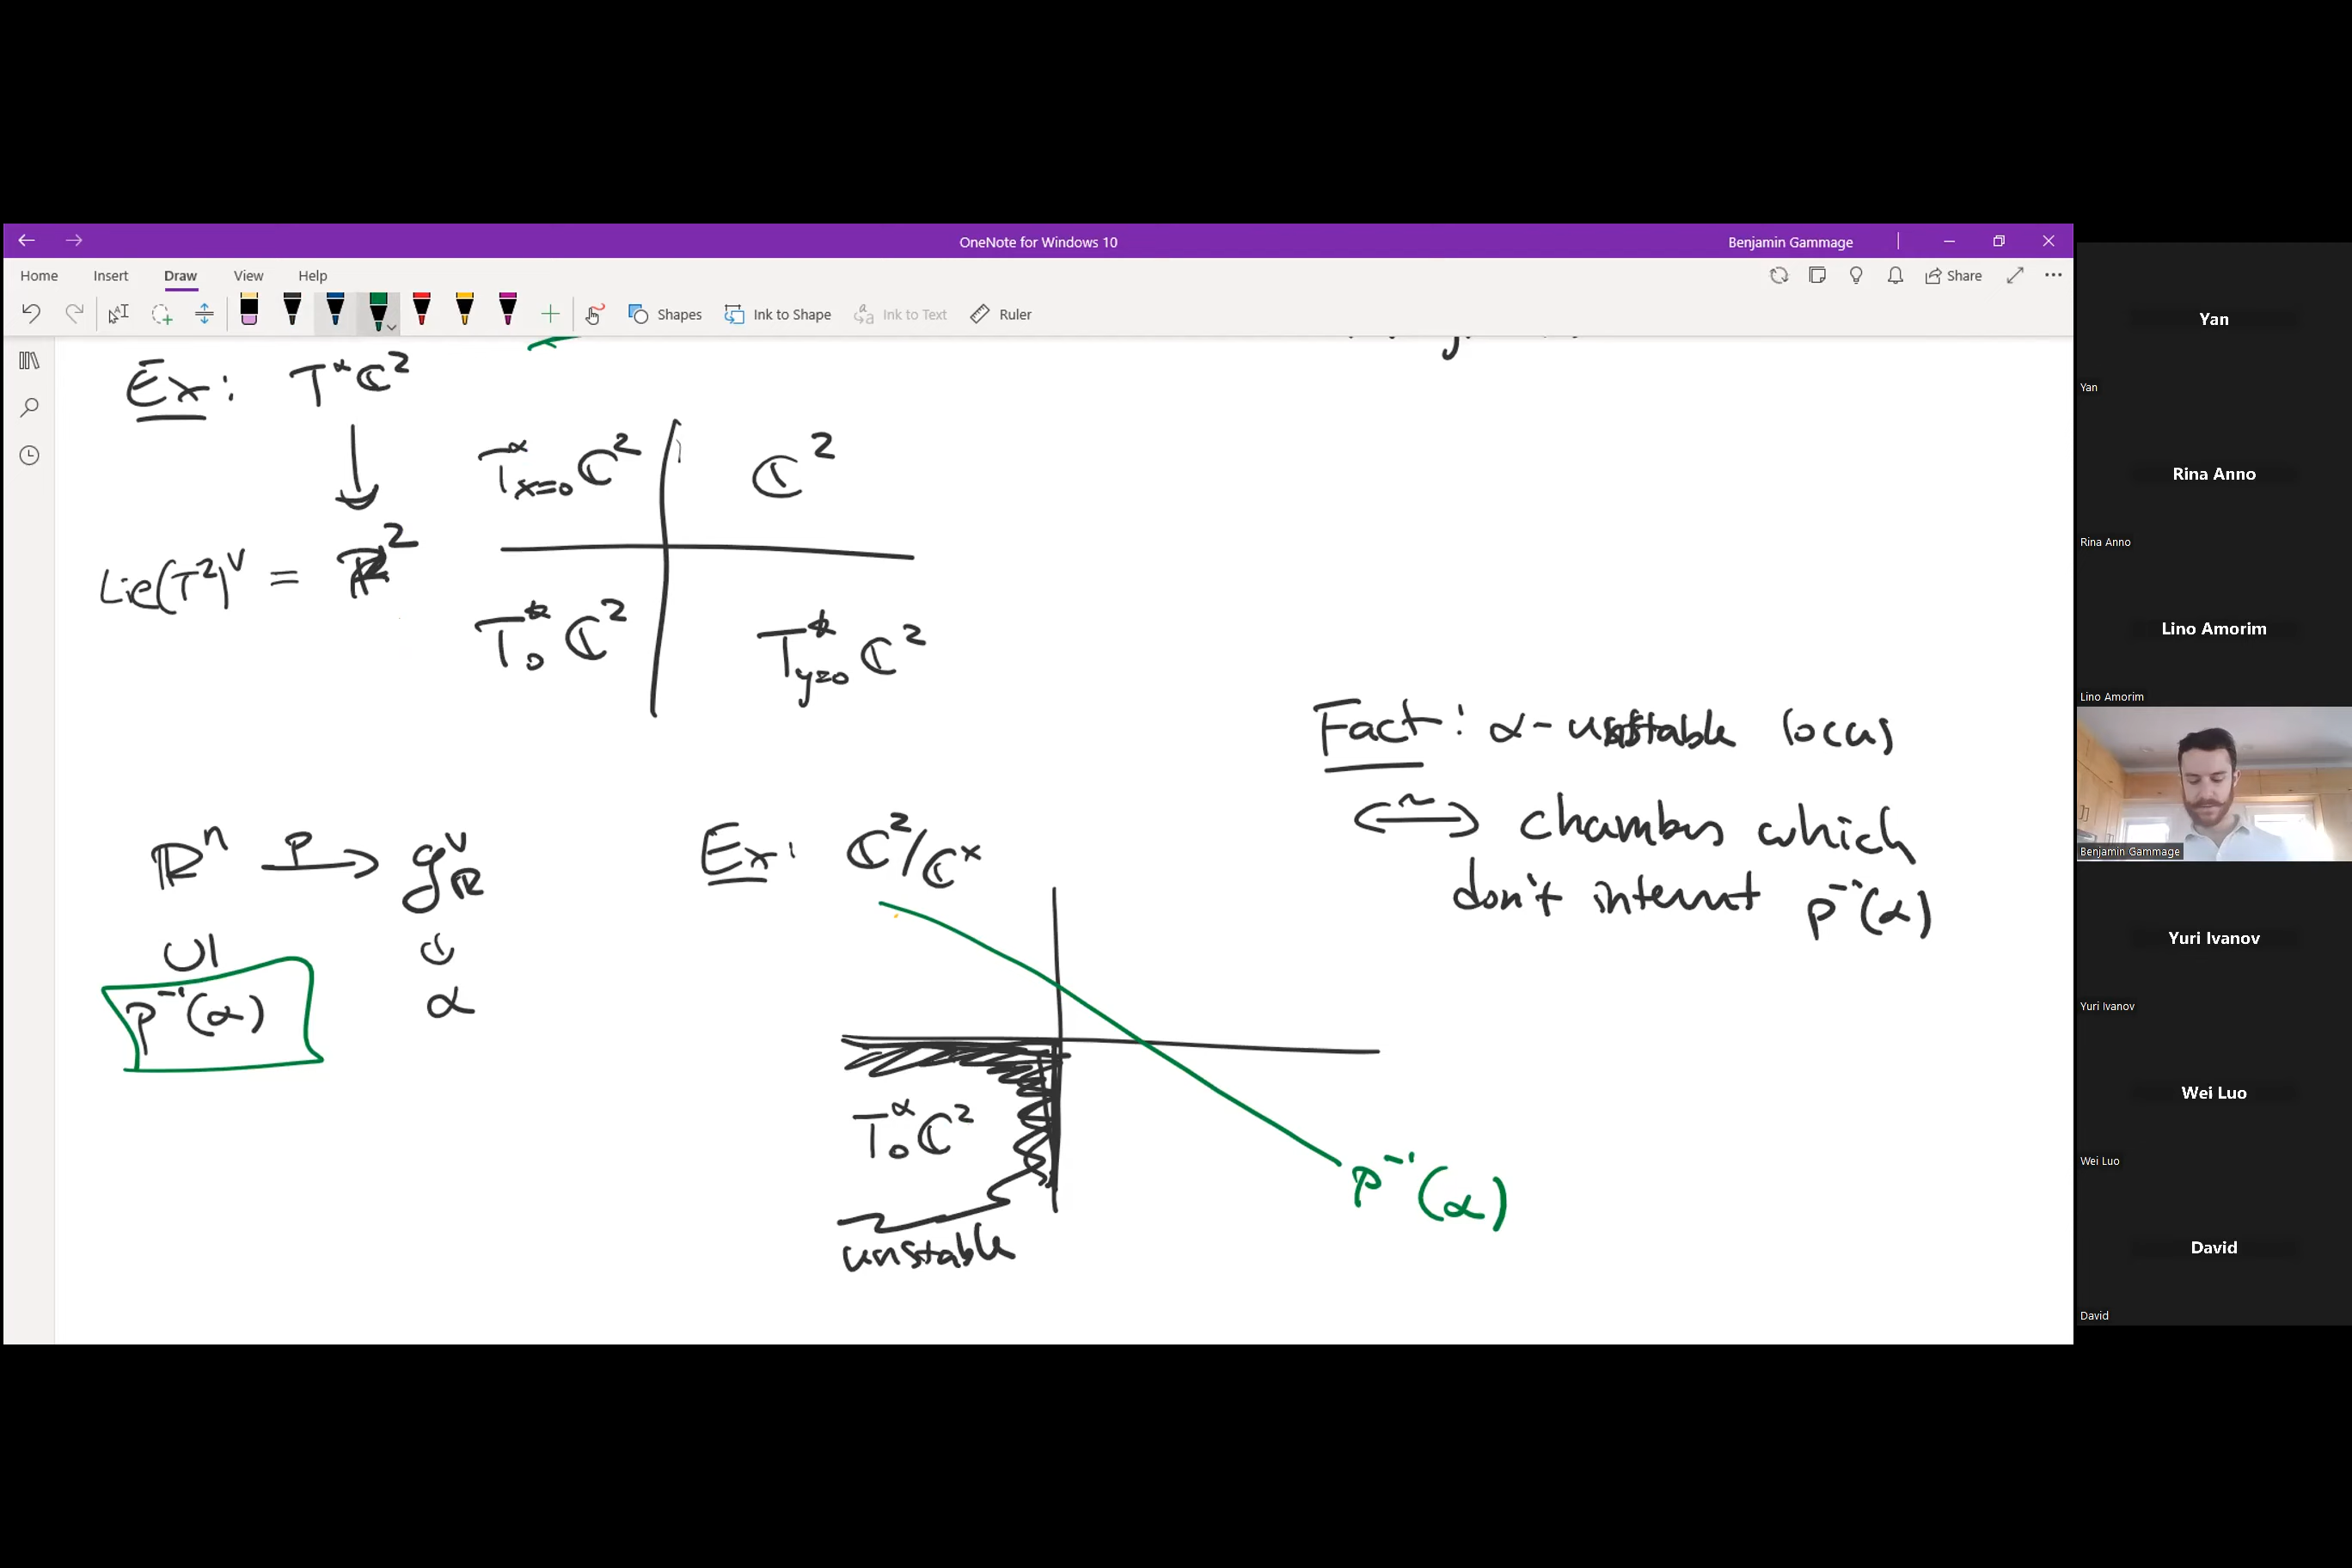 OneNote for Windows 10
Benjamin Gammage
Home Insert Draw View Help
Share
Shapes
Ink to Shape
Ink to Text
Ruler
Ex: T*ℂ²
T*ₓ₌₀ℂ²
ℂ²
Lie(T²)^∨ = ℝ²
T*₀ℂ²
T*_{y=0}ℂ²
ℝⁿ —p→ g^∨_ℝ
∪|
p⁻¹(α)
α
Ex: ℂ²/ℂ^×
T*₀ℂ²
unstable
p⁻¹(α)
Fact: α-unstable locus
⟷~ chambers which
don't intersect p⁻¹(α)
Yan
Yan
Rina Anno
Rina Anno
Lino Amorim
Lino Amorim
Benjamin Gammage
Yuri Ivanov
Yuri Ivanov
Wei Luo
Wei Luo
David
David